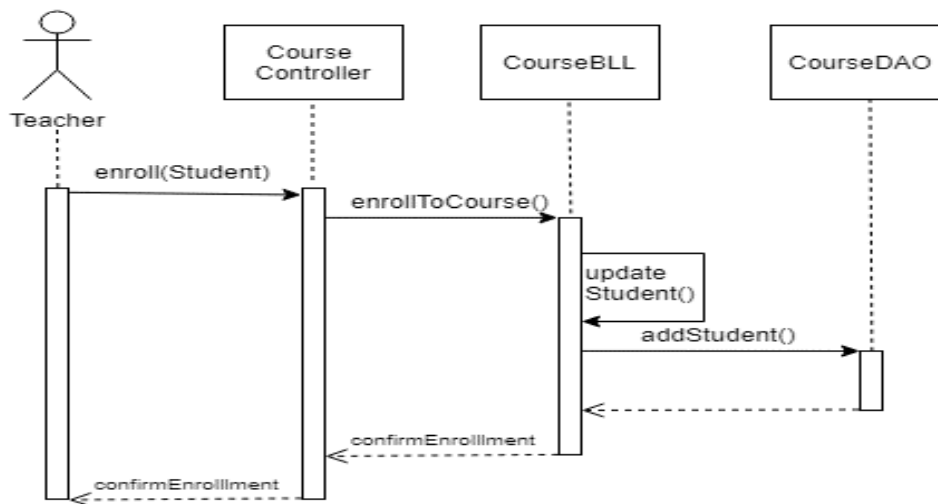 Course
Controller
CourseBLL
CourseDAO
Teacher
enroll(Student)
enrollToCourse()
update
Student()
addStudent()
confirmEnrolllment
confirmEnrolllment